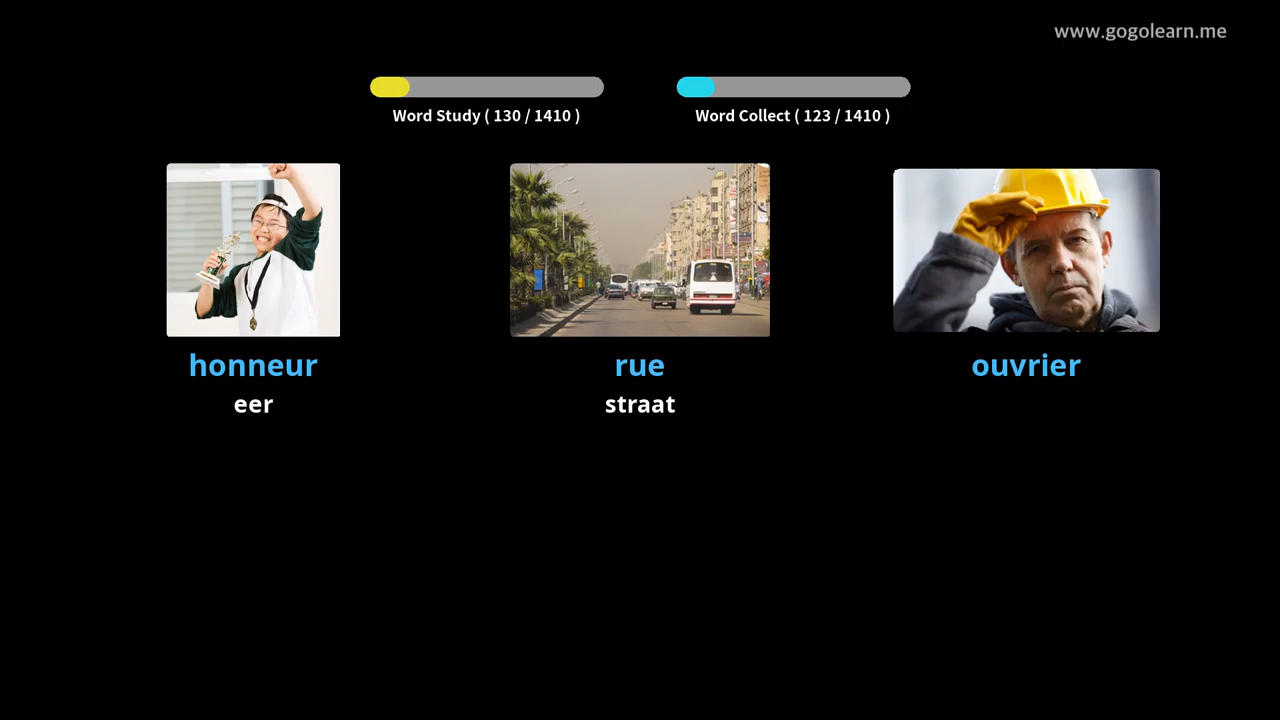 www.gogolearn.me
Word Study ( 130 / 1410 )
Word Collect ( 123 / 1410 )
honneur
rue
ouvrier
eer
straat